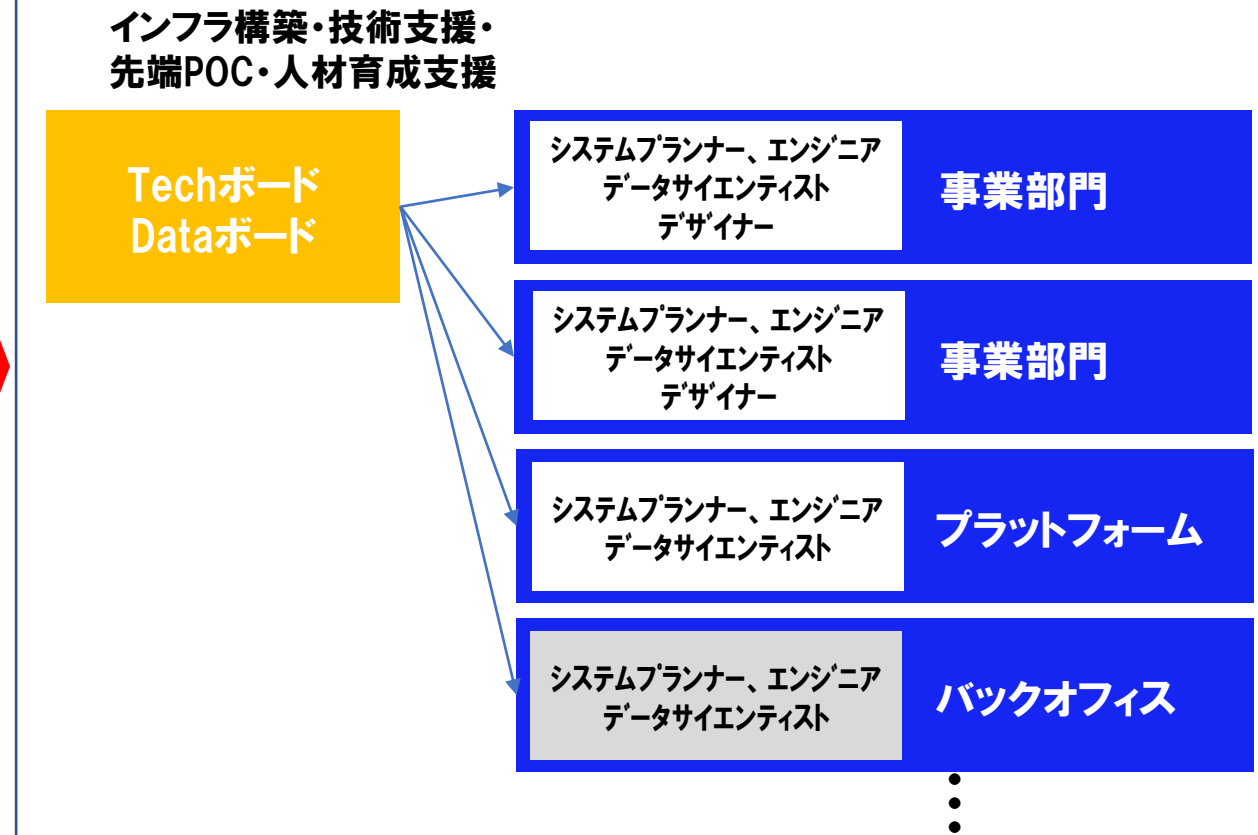 インフラ構築・技術支援・
先端POC・人材育成支援
Techボード
Dataボード
システムプランナー、エンジニア
データサイエンティスト
デザイナー
事業部門
システムプランナー、エンジニア
データサイエンティスト
デザイナー
事業部門
システムプランナー、エンジニア
データサイエンティスト
プラットフォーム
システムプランナー、エンジニア
データサイエンティスト
バックオフィス